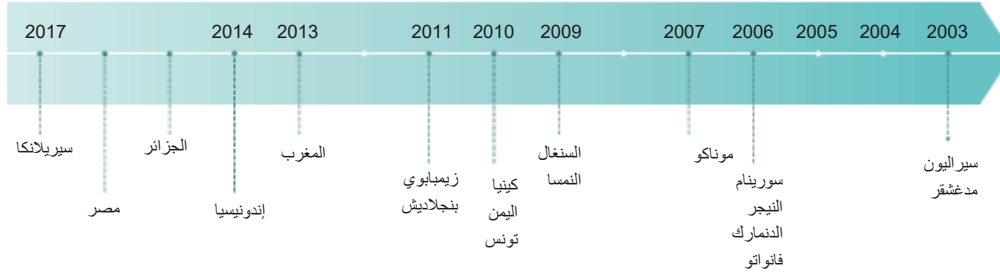 2003
2004
2005
2006
2007
2009
2010
2011
2013
2014
2017
سيراليون
مدغشقر
سورينام
النيجر
الدنمارك
فانواتو
موناكو
السنغال
النمسا
كينيا
اليمن
تونس
زيمبابوي
بنجلاديش
المغرب
إندونيسيا
الجزائر
مصر
سيريلانكا